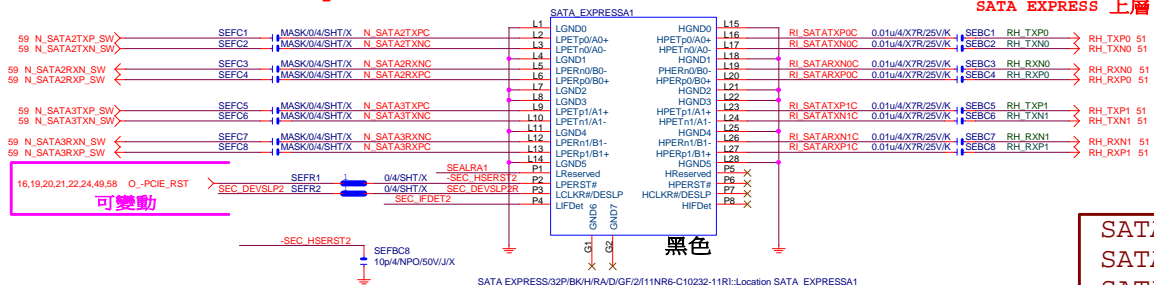 SATA EXPRESS 上層
SATA_EXPRESSA1
59 N_SATA2TXP_SW SEFC1 MASK/0/4/SHT/X N_SATA2TXPC
59 N_SATA2TXN_SW SEFC2 MASK/0/4/SHT/X N_SATA2TXNC
59 N_SATA2RXN_SW SEFC3 MASK/0/4/SHT/X N_SATA2RXNC
59 N_SATA2RXP_SW SEFC4 MASK/0/4/SHT/X N_SATA2RXPC
59 N_SATA3TXP_SW SEFC5 MASK/0/4/SHT/X N_SATA3TXPC
59 N_SATA3TXN_SW SEFC6 MASK/0/4/SHT/X N_SATA3TXNC
59 N_SATA3RXN_SW SEFC7 MASK/0/4/SHT/X N_SATA3RXNC
59 N_SATA3RXP_SW SEFC8 MASK/0/4/SHT/X N_SATA3RXPC
16,19,20,21,22,24,49,58 O_-PCIE_RST
可變動
SEALRA1
SEFR1 1 0/4/SHT/X -SEC_HSERST2
SEC_DEVSLP2 SEFR2 0/4/SHT/X SEC_DEVSLP2R
SEC_IFDET2
-SEC_HSERST2
SEFBC8
10p/4/NPO/50V/J/X
L1 LGND0 HGND0 L15
L2 LPETp0/A0+ HPETp0/A0+ L16
L3 LPETn0/A0- HPETn0/A0- L17
L4 LGND1 HGND1 L18
L5 LPERn0/B0- PHERn0/B0- L19
L6 LPERp0/B0+ HPERp0/B0+ L20
L7 LGND2 HGND2 L21
L8 LGND3 HGND3 L22
L9 LPETp1/A1+ HPETp1/A1+ L23
L10 LPETn1/A1- HPETn1/A1- L24
L11 LGND4 HGND4 L25
L12 LPERn1/B1- HPERn1/B1- L26
L13 LPERp1/B1+ HPERp1/B1+ L27
L14 LGND5 HGND5 L28
P1 LReserved HReserved P5
P2 LPERST# HPERST# P6
P3 LCLKR#/DESLP HCLKR#/DESLP P7
P4 LIFDet HIFDet P8
GND6 GND7
G1 G2
黑色
SATA EXPRESS/32P/BK/H/RA/D/GF/2/[11NR6-C10232-11R]::Location SATA_EXPRESSA1
RI_SATATXP0C 0.01u/4/X7R/25V/K SEBC1 RH_TXP0 RH_TXP0 51
RI_SATATXN0C 0.01u/4/X7R/25V/K SEBC2 RH_TXN0 RH_TXN0 51
RI_SATARXN0C 0.01u/4/X7R/25V/K SEBC3 RH_RXN0 RH_RXN0 51
RI_SATARXP0C 0.01u/4/X7R/25V/K SEBC4 RH_RXP0 RH_RXP0 51
RI_SATATXP1C 0.01u/4/X7R/25V/K SEBC5 RH_TXP1 RH_TXP1 51
RI_SATATXN1C 0.01u/4/X7R/25V/K SEBC6 RH_TXN1 RH_TXN1 51
RI_SATARXN1C 0.01u/4/X7R/25V/K SEBC7 RH_RXN1 RH_RXN1 51
RI_SATARXP1C 0.01u/4/X7R/25V/K SEBC8 RH_RXP1 RH_RXP1 51
SATA
SATA